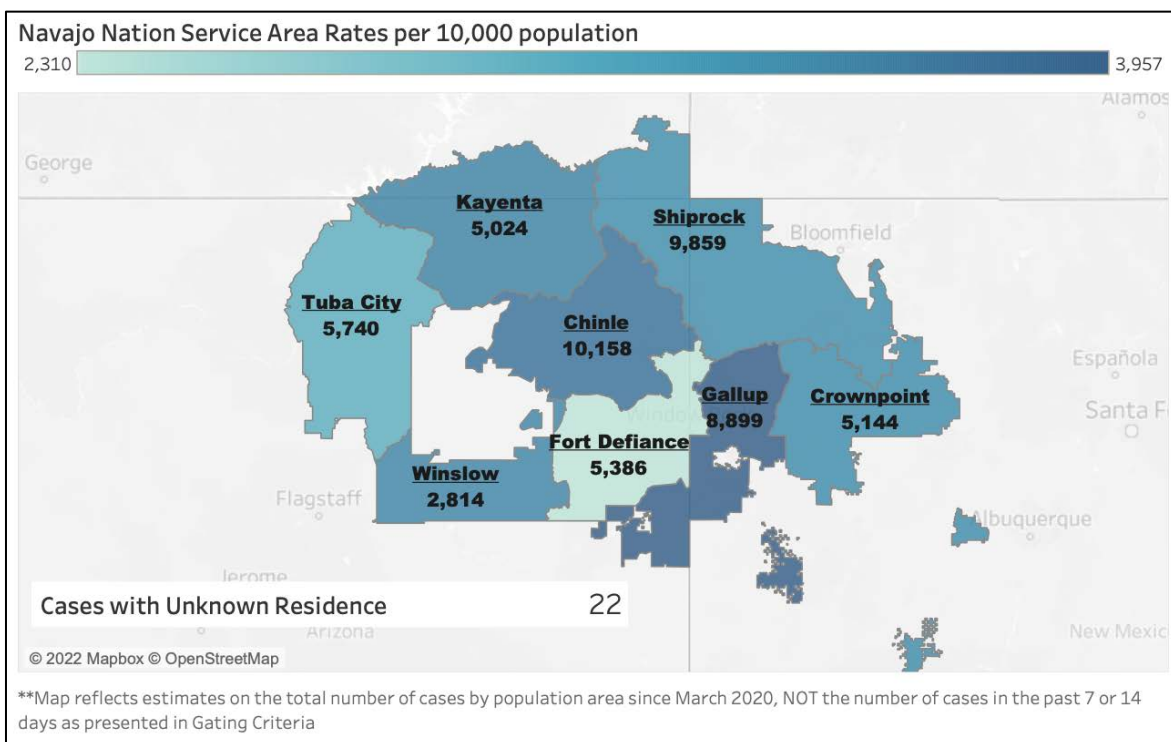 Navajo Nation Service Area Rates per 10,000 population
2,310
3,957
Alamos
George
Kayenta
5,024
Shiprock
9,859
Bloomfield
Tuba City
5,740
Chinle
10,158
Española
Gallup
8,899
Crownpoint
5,144
Santa F
Window
Fort Defiance
5,386
Winslow
2,814
Flagstaff
Albuquerque
Jerome
Cases with Unknown Residence 22
Arizona
New Mexic
© 2022 Mapbox © OpenStreetMap
**Map reflects estimates on the total number of cases by population area since March 2020, NOT the number of cases in the past 7 or 14
days as presented in Gating Criteria